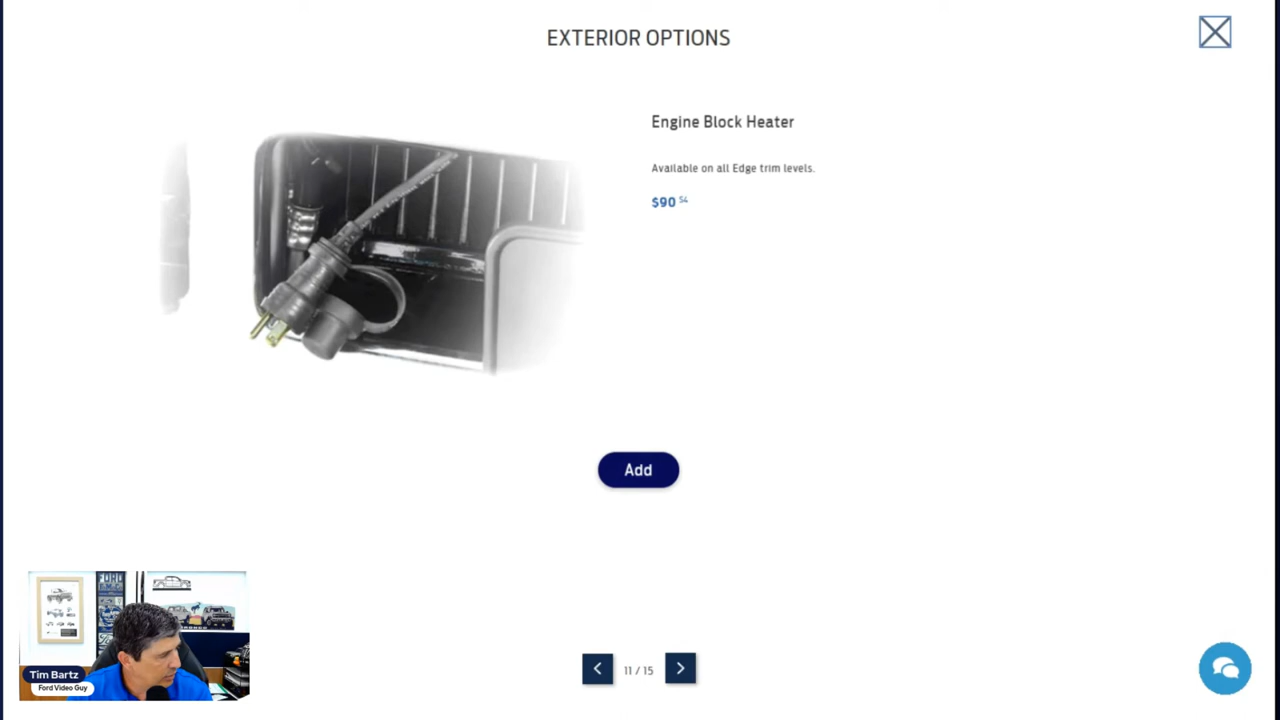 EXTERIOR OPTIONS
Engine Block Heater
Available on all Edge trim levels.
$90 54
Add
FORD
Tim Bartz
Ford Video Guy
11 / 15